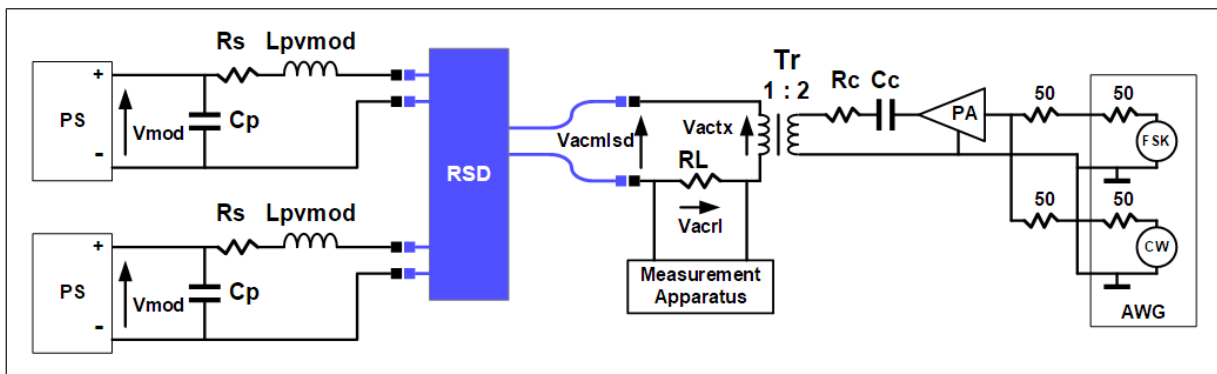 Rs Lpvmod
+
PS
-
Vmod
Cp
Rs Lpvmod
+
PS
-
Vmod
Cp
RSD
Vacmlsd
Vactx
RL
Vacrl
Measurement
Apparatus
Tr
1 : 2
Rc Cc
PA
50 50
FSK
50 50
CW
AWG